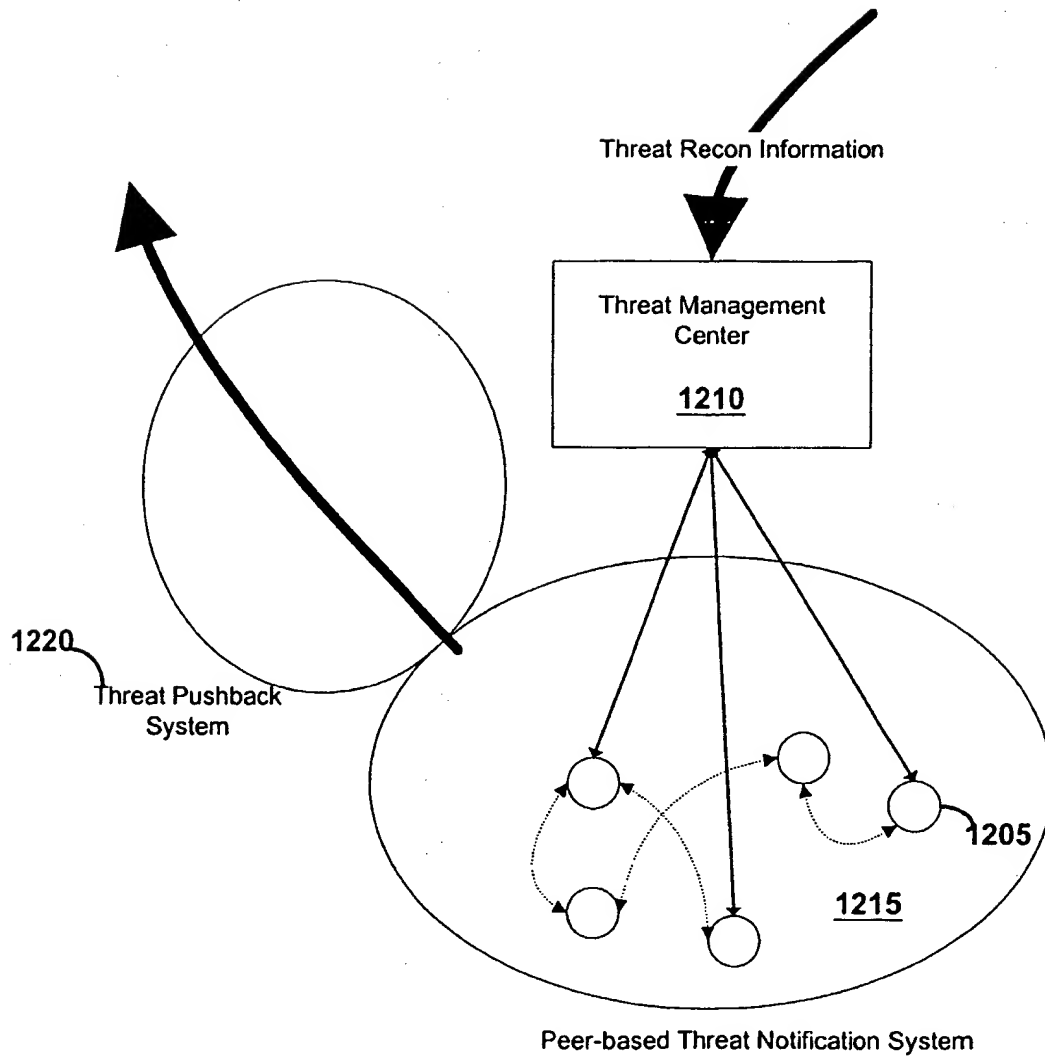 Threat Recon Information
Threat Management
Center
1210
1220
Threat Pushback
System
1205
1215
Peer-based Threat Notification System